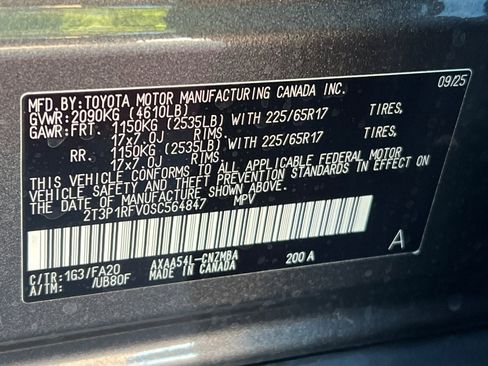 MFD.BY:TOYOTA MOTOR MANUFACTURING CANADA INC. 09/25
GVWR:2090KG (4610LB)
GAWR:FRT. 1150KG (2535LB) WITH 225/65R17 TIRES,
17x7.0J RIMS,
RR. 1150KG (2535LB) WITH 225/65R17 TIRES,
17x7.0J RIMS.
THIS VEHICLE CONFORMS TO ALL APPLICABLE FEDERAL MOTOR
VEHICLE SAFETY AND THEFT PREVENTION STANDARDS IN EFFECT ON
THE DATE OF MANUFACTURE SHOWN ABOVE.
2T3P1RFV0SC564847 MPV
A
C/TR:1G3/FA20 AXAA54L-CNZMBA 200A
A/TM: /UB80F MADE IN CANADA